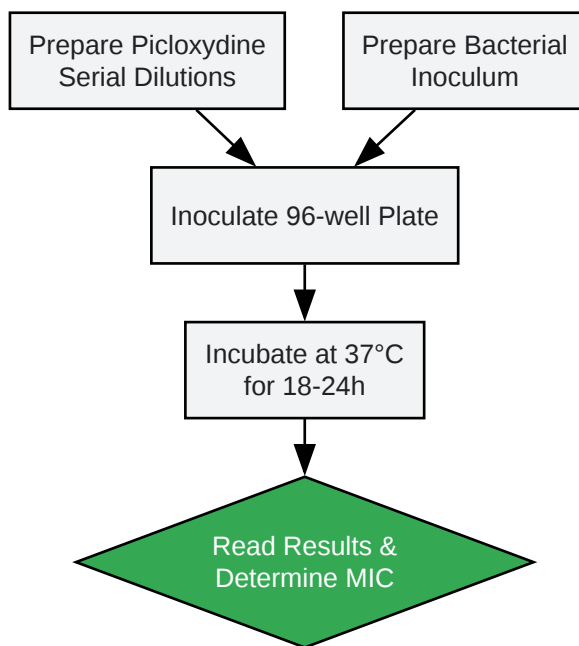 Prepare Picloxydine
Serial Dilutions
Prepare Bacterial
Inoculum
Inoculate 96-well Plate
Incubate at 37°C
for 18-24h
Read Results &
Determine MIC